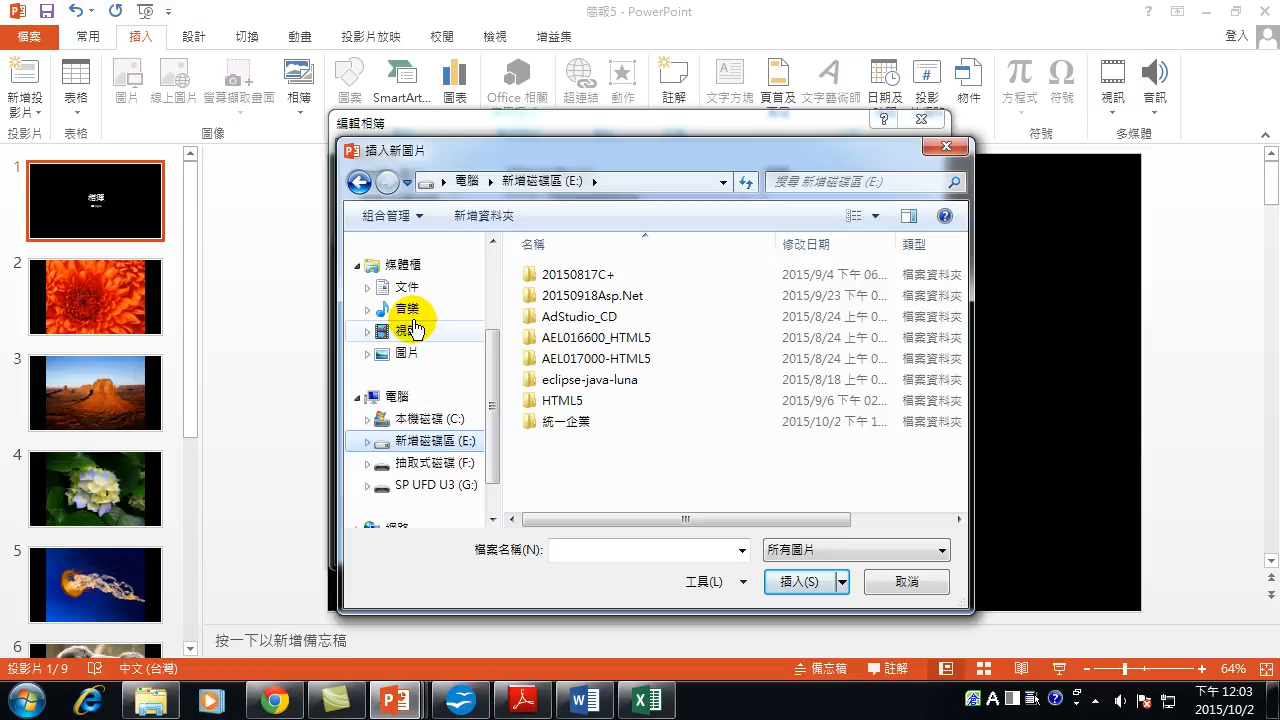 簡報5 - PowerPoint
檔案 常用 插入 設計 切換 動畫 投影片放映 校閱 檢視 增益集 登入
新增投影片 表格 圖片 線上圖片 螢幕擷取畫面 相簿 圖案 SmartArt... 圖表 Office 相關 超連結 動作 註解 文字方塊 頁首及 文字藝術師 日期及 投影 物件 方程式 符號 視訊 音訊
投影片 表格 圖像 符號 多媒體
編輯相簿
插入新圖片
電腦 新增磁碟區 (E:)
搜尋 新增磁碟區 (E:)
組合管理 新增資料夾
名稱 修改日期 類型
媒體櫃
文件
音樂
圖片
電腦
本機磁碟 (C:)
新增磁碟區 (E:)
抽取式磁碟 (F:)
SP UFD U3 (G:)
網路
20150817C+ 2015/9/4 下午 06... 檔案資料夾
20150918Asp.Net 2015/9/23 下午 0... 檔案資料夾
AdStudio_CD 2015/8/24 上午 0... 檔案資料夾
AEL016600_HTML5 2015/8/24 上午 0... 檔案資料夾
AEL017000-HTML5 2015/8/24 上午 0... 檔案資料夾
eclipse-java-luna 2015/8/18 上午 0... 檔案資料夾
HTML5 2015/9/6 下午 02... 檔案資料夾
統一企業 2015/10/2 下午 1... 檔案資料夾
檔案名稱(N):
所有圖片
工具(L) 插入(S) 取消
1
相簿
2
3
4
5
6
按一下以新增備忘稿
投影片 1/9 中文 (台灣) 備忘稿 註解 64%
下午 12:03
2015/10/2